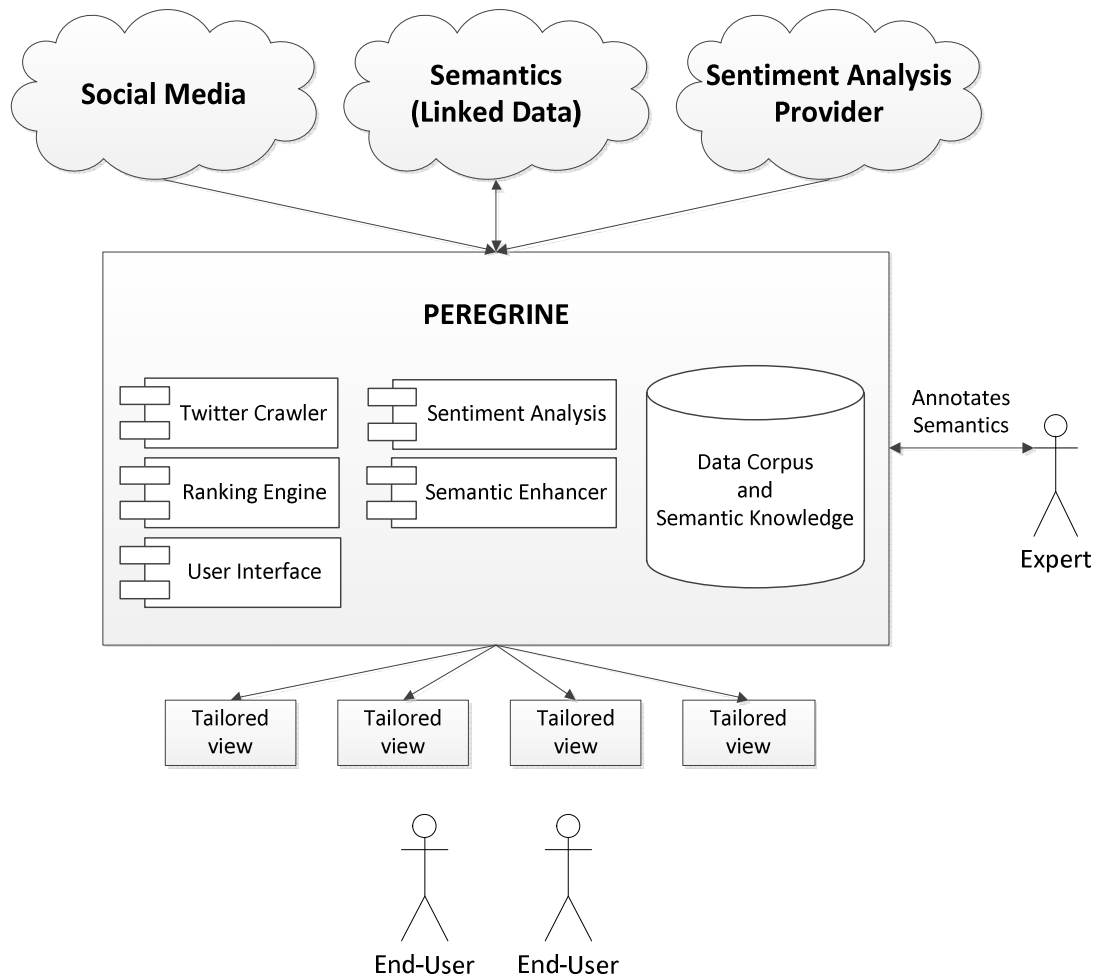 Social Media
Semantics
(Linked Data)
Sentiment Analysis
Provider
PEREGRINE
Twitter Crawler
Ranking Engine
User Interface
Sentiment Analysis
Semantic Enhancer
Data Corpus
and
Semantic Knowledge
Annotates
Semantics
Expert
Tailored
view
Tailored
view
Tailored
view
Tailored
view
End-User
End-User